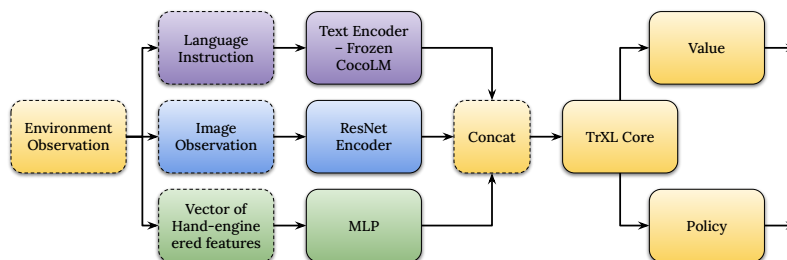 Language
Instruction
Text Encoder
– Frozen
CocoLM
Value
Environment
Observation
Image
Observation
ResNet
Encoder
Concat
TrXL Core
Vector of
Hand-engine
ered features
MLP
Policy